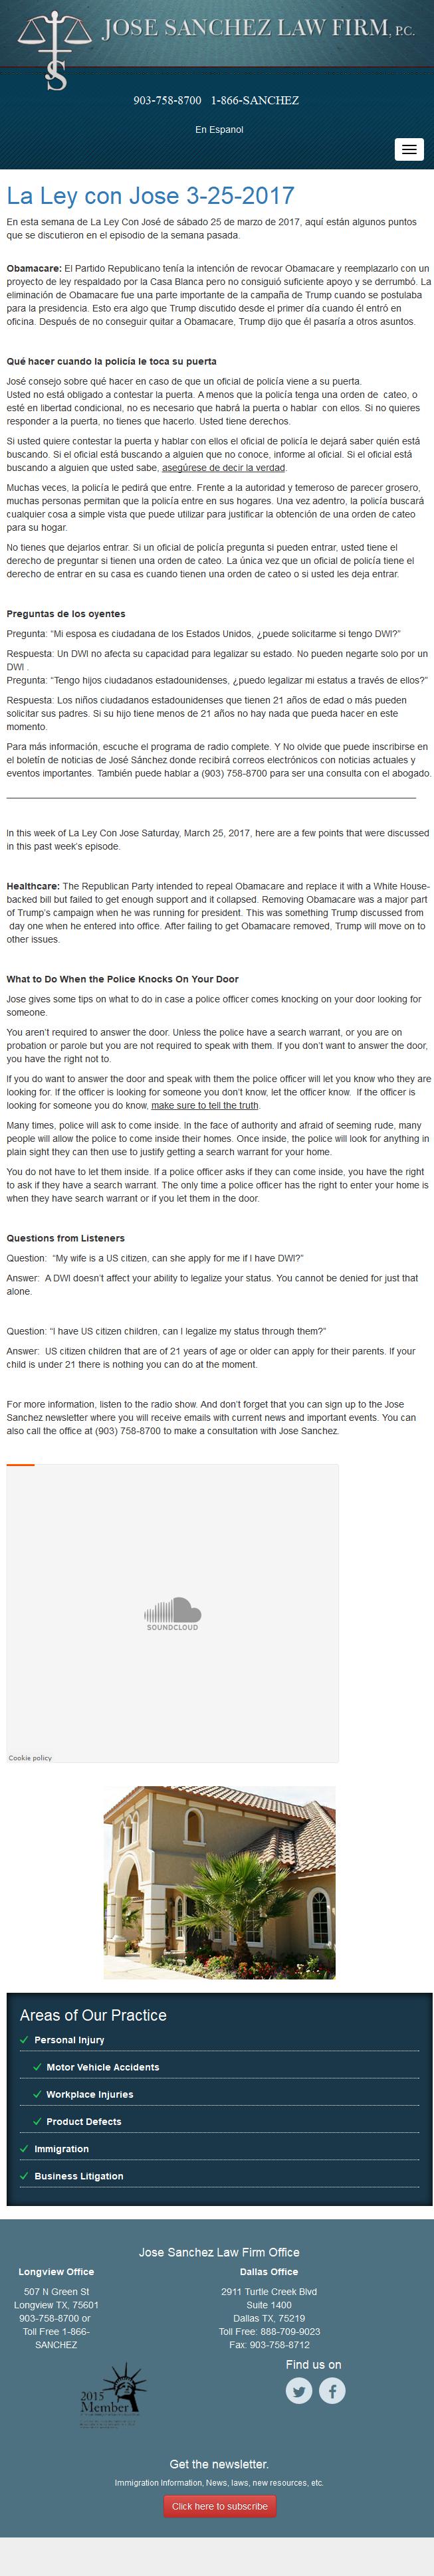 JOSE SANCHEZ LAW FIRM, P.C.
903-758-8700 1-866-SANCHEZ
En Espanol
La Ley con Jose 3-25-2017
En esta semana de La Ley Con José de sábado 25 de marzo de 2017, aquí están algunos puntos
que se discutieron en el episodio de la semana pasada.
Obamacare: El Partido Republicano tenía la intención de revocar Obamacare y reemplazarlo con un
proyecto de ley respaldado por la Casa Blanca pero no consiguió suficiente apoyo y se derrumbó. La
eliminación de Obamacare fue una parte importante de la campaña de Trump cuando se postulaba
para la presidencia. Esto era algo que Trump discutido desde el primer día cuando él entró en
oficina. Después de no conseguir quitar a Obamacare, Trump dijo que él pasaría a otros asuntos.
Qué hacer cuando la policía le toca su puerta
José consejo sobre qué hacer en caso de que un oficial de policía viene a su puerta.
Usted no está obligado a contestar la puerta. A menos que la policía tenga una orden de cateo, o
esté en libertad condicional, no es necesario que habrá la puerta o hablar con ellos. Si no quieres
responder a la puerta, no tienes que hacerlo. Usted tiene derechos.
Si usted quiere contestar la puerta y hablar con ellos el oficial de policía le dejará saber quién está
buscando. Si el oficial está buscando a alguien que no conoce, informe al oficial. Si el oficial está
buscando a alguien que usted sabe, asegúrese de decir la verdad.
Muchas veces, la policía le pedirá que entre. Frente a la autoridad y temeroso de parecer grosero,
muchas personas permitan que la policía entre en sus hogares. Una vez adentro, la policía buscará
cualquier cosa a simple vista que puede utilizar para justificar la obtención de una orden de cateo
para su hogar.
No tienes que dejarlos entrar. Si un oficial de policía pregunta si pueden entrar, usted tiene el
derecho de preguntar si tienen una orden de cateo. La única vez que un oficial de policía tiene el
derecho de entrar en su casa es cuando tienen una orden de cateo o si usted les deja entrar.
Preguntas de los oyentes
Pregunta: “Mi esposa es ciudadana de los Estados Unidos, ¿puede solicitarme si tengo DWI?”
Respuesta: Un DWI no afecta su capacidad para legalizar su estado. No pueden negarle solo por un
DWI .
Pregunta: “Tengo hijos ciudadanos estadounidenses, ¿puedo legalizar mi estatus a través de ellos?”
Respuesta: Los niños ciudadanos estadounidenses que tienen 21 años de edad o más pueden
solicitar sus padres. Si su hijo tiene menos de 21 años no hay nada que pueda hacer en este
momento.
Para más información, escuche el programa de radio complete. Y No olvide que puede inscribirse en
el boletín de noticias de José Sánchez donde recibirá correos electrónicos con noticias actuales y
eventos importantes. También puede hablar a (903) 758-8700 para ser una consulta con el abogado.
In this week of La Ley Con Jose Saturday, March 25, 2017, here are a few points that were discussed
in this past week’s episode.
Healthcare: The Republican Party intended to repeal Obamacare and replace it with a White House-
backed bill but failed to get enough support and it collapsed. Removing Obamacare was a major part
of Trump’s campaign when he was running for president. This was something Trump discussed from
day one when he entered into office. After failing to get Obamacare removed, Trump will move on to
other issues.
What to Do When the Police Knocks On Your Door
Jose gives some tips on what to do in case a police officer comes knocking on your door looking for
someone.
You aren’t required to answer the door. Unless the police have a search warrant, or you are on
probation or parole but you are not required to speak with them. If you don’t want to answer the door,
you have the right not to.
If you do want to answer and speak with them the police officer will let you know who they are
looking for. If the officer is looking for someone you don’t know, let the officer know. If the officer is
looking for someone you do know, make sure to tell the truth.
Many times, police will ask to come inside. In the face of authority and afraid of seeming rude, many
people will allow the police to come inside their homes. Once inside, the police will look for anything in
plain sight they can then use to justify getting a search warrant for your home.
You do not have to let them inside. If a police officer asks if they can come inside, you have the right
to ask if they have a search warrant. The only time a police officer has the right to enter your home is
when they have search warrant or if you let them in the door.
Questions from Listeners
Question: “My wife is a US citizen, can she apply for me if I have DWI?”
Answer: A DWI doesn’t affect your ability to legalize your status. You cannot be denied for just that
alone.
Question: “I have US citizen children, can I legalize my status through them?”
Answer: US citizen children that are of 21 years of age or older can apply for their parents. If your
child is under 21 there is nothing you can do at the moment.
For more information, listen to the radio show. And don’t forget that you can sign up to the Jose
Sanchez newsletter where you will receive emails with current news and important events. You can
also call the office at (903) 758-8700 to make a consultation with Jose Sanchez.
SOUNDCLOUD
Cookie policy
Areas of Our Practice
Personal Injury
Motor Vehicle Accidents
Workplace Injuries
Product Defects
Immigration
Business Litigation
Jose Sanchez Law Firm Office
Longview Office
507 N Green St
Longview TX, 75601
903-758-8700 or
Toll Free 1-866-
SANCHEZ
Dallas Office
2911 Turtle Creek Blvd
Suite 1400
Dallas TX, 75219
Toll Free: 888-709-9023
Fax: 903-758-8712
2015
Member
Find us on
Get the newsletter.
Immigration Information, News, laws, new resources, etc.
Click here to subscribe